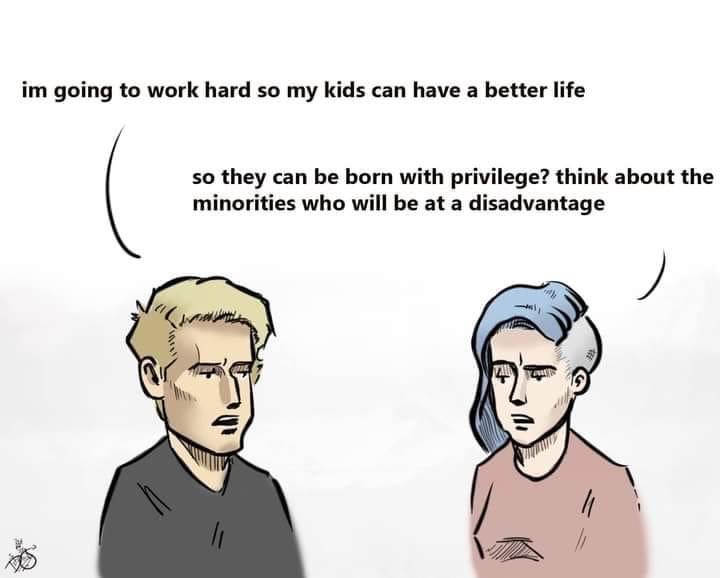 im going to work hard so my kids can have a better life
so they can be born with privilege? think about the
minorities who will be at a disadvantage